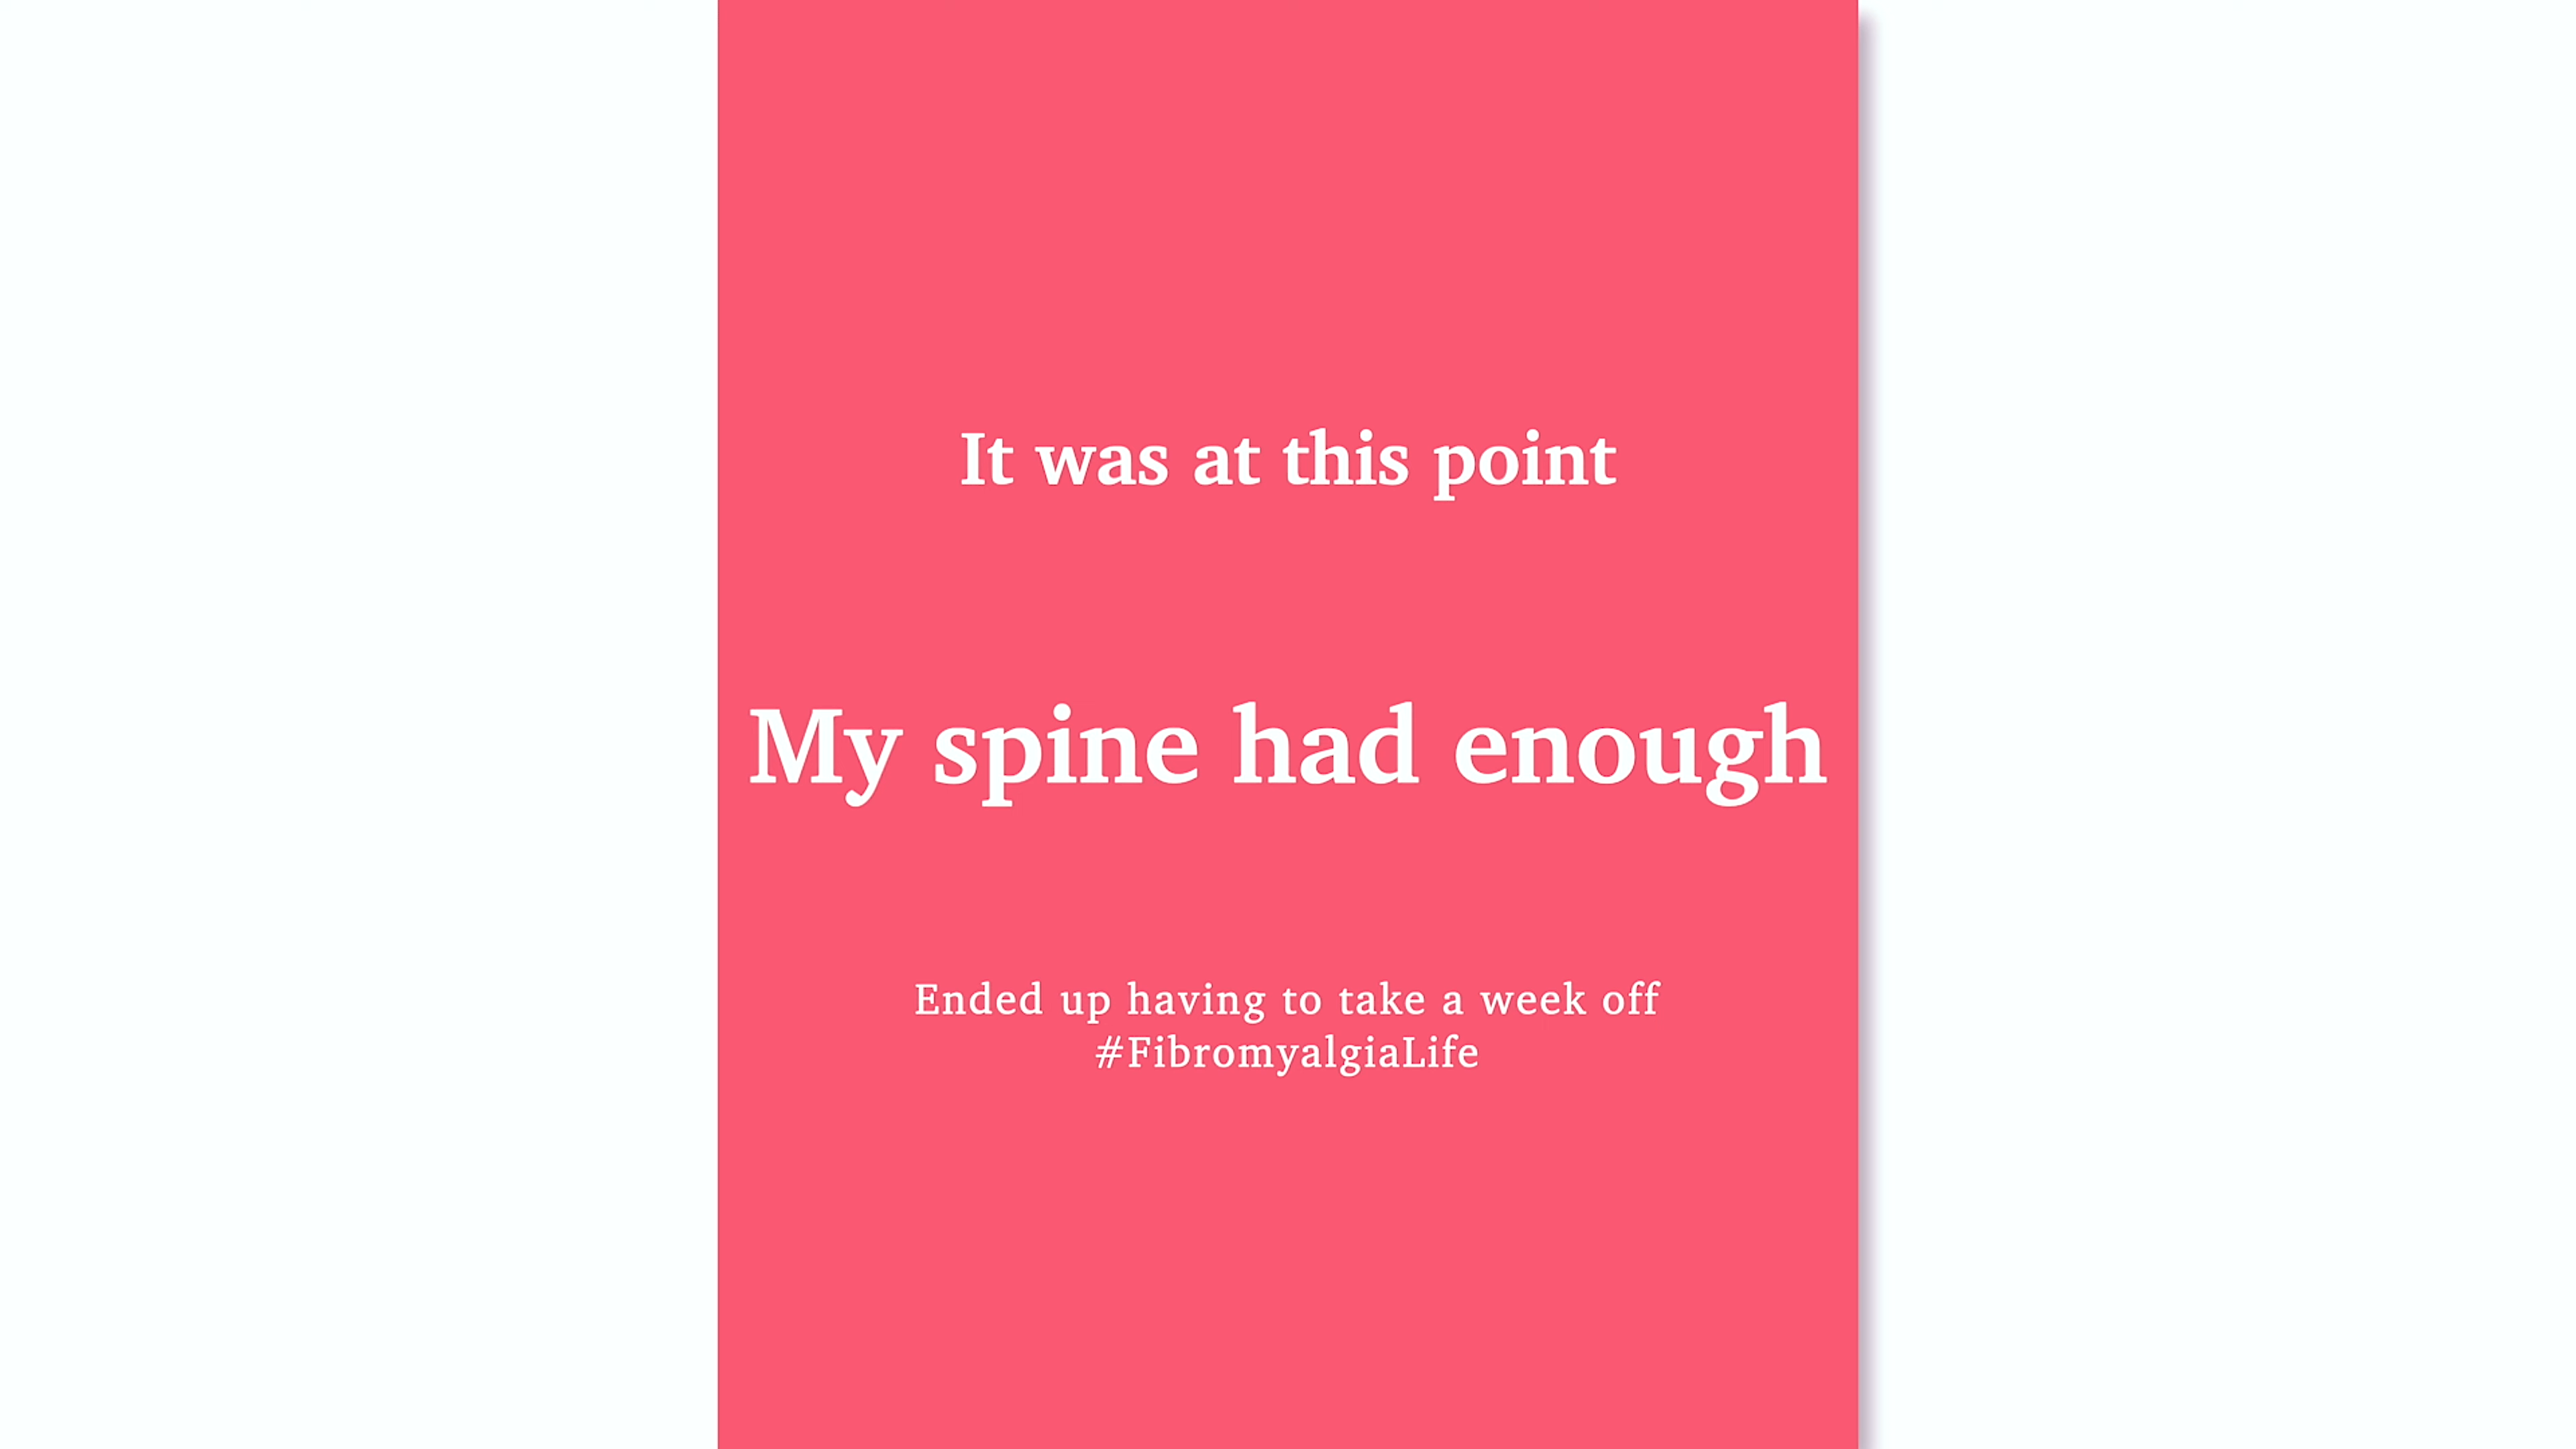 It was at this point
My spine had enough
Ended up having to take a week off
#FibromyalgiaLife